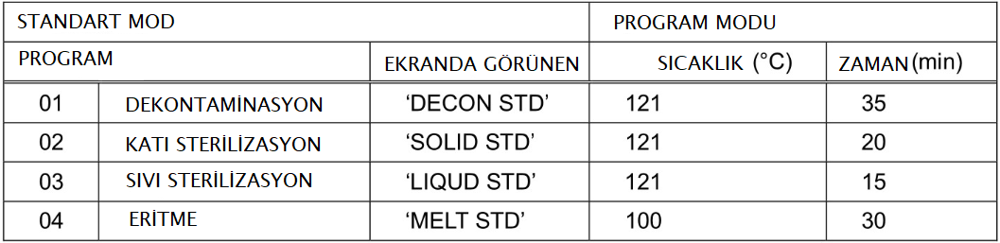 STANDART MOD PROGRAM MODU
PROGRAM EKRANDA GÖRÜNEN SICAKLIK (°C) ZAMAN (min)
01 DEKONTAMİNASYON ‘DECON STD’ 121 35
02 KATI STERİLİZASYON ‘SOLID STD’ 121 20
03 SIVI STERİLİZASYON ‘LIQUD STD’ 121 15
04 ERİTME ‘MELT STD’ 100 30